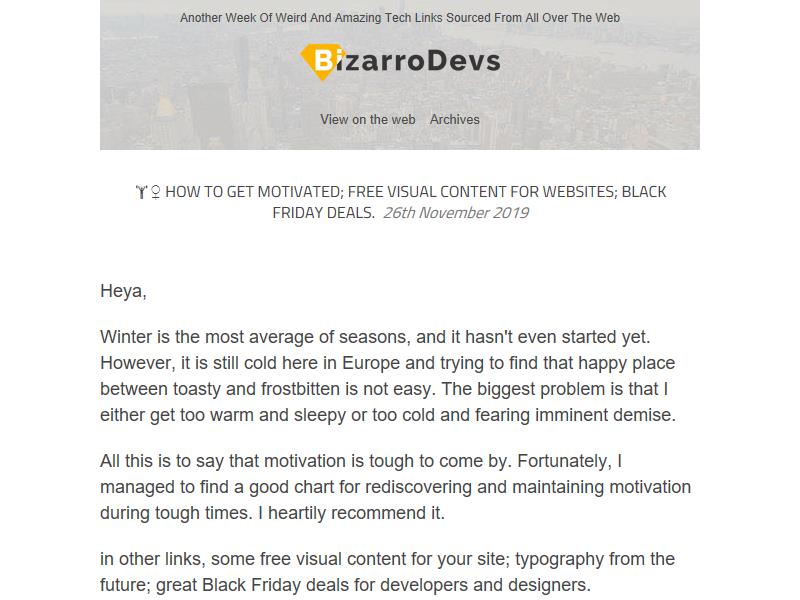 Another Week Of Weird And Amazing Tech Links Sourced From All Over The Web
BizarroDevs
View on the web Archives
HOW TO GET MOTIVATED; FREE VISUAL CONTENT FOR WEBSITES; BLACK
FRIDAY DEALS. 26th November 2019
Heya,
Winter is the most average of seasons, and it hasn't even started yet.
However, it is still cold here in Europe and trying to find that happy place
between toasty and frostbitten is not easy. The biggest problem is that I
either get too warm and sleepy or too cold and fearing imminent demise.
All this is to say that motivation is tough to come by. Fortunately, I
managed to find a good chart for rediscovering and maintaining motivation
during tough times. I heartily recommend it.
in other links, some free visual content for your site; typography from the
future; great Black Friday deals for developers and designers.